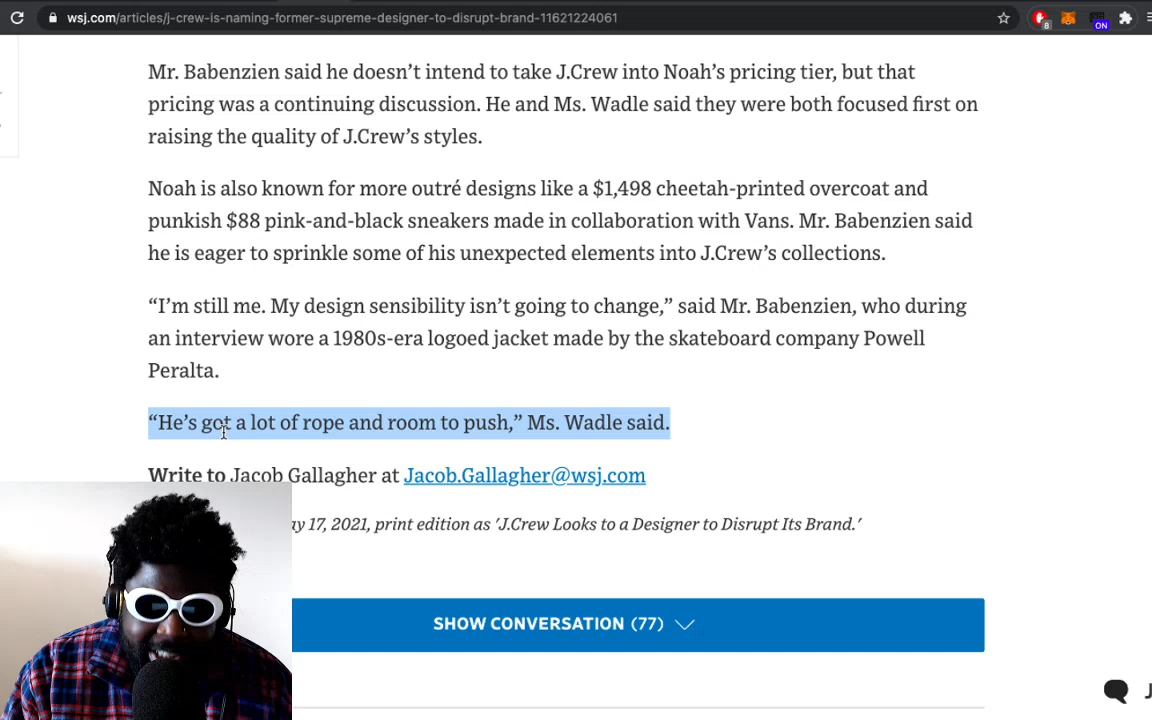 wsj.com/articles/j-crew-is-naming-former-supreme-designer-to-disrupt-brand-11621224061
8
ON
Mr. Babenzien said he doesn’t intend to take J.Crew into Noah’s pricing tier, but that
pricing was a continuing discussion. He and Ms. Wadle said they were both focused first on
raising the quality of J.Crew’s styles.
Noah is also known for more outré designs like a $1,498 cheetah-printed overcoat and
punkish $88 pink-and-black sneakers made in collaboration with Vans. Mr. Babenzien said
he is eager to sprinkle some of his unexpected elements into J.Crew’s collections.
“I’m still me. My design sensibility isn’t going to change,” said Mr. Babenzien, who during
an interview wore a 1980s-era logoed jacket made by the skateboard company Powell
Peralta.
“He’s got a lot of rope and room to push,” Ms. Wadle said.
Write to Jacob Gallagher at Jacob.Gallagher@wsj.com
17, 2021, print edition as 'J.Crew Looks to a Designer to Disrupt Its Brand.'
SHOW CONVERSATION (77)